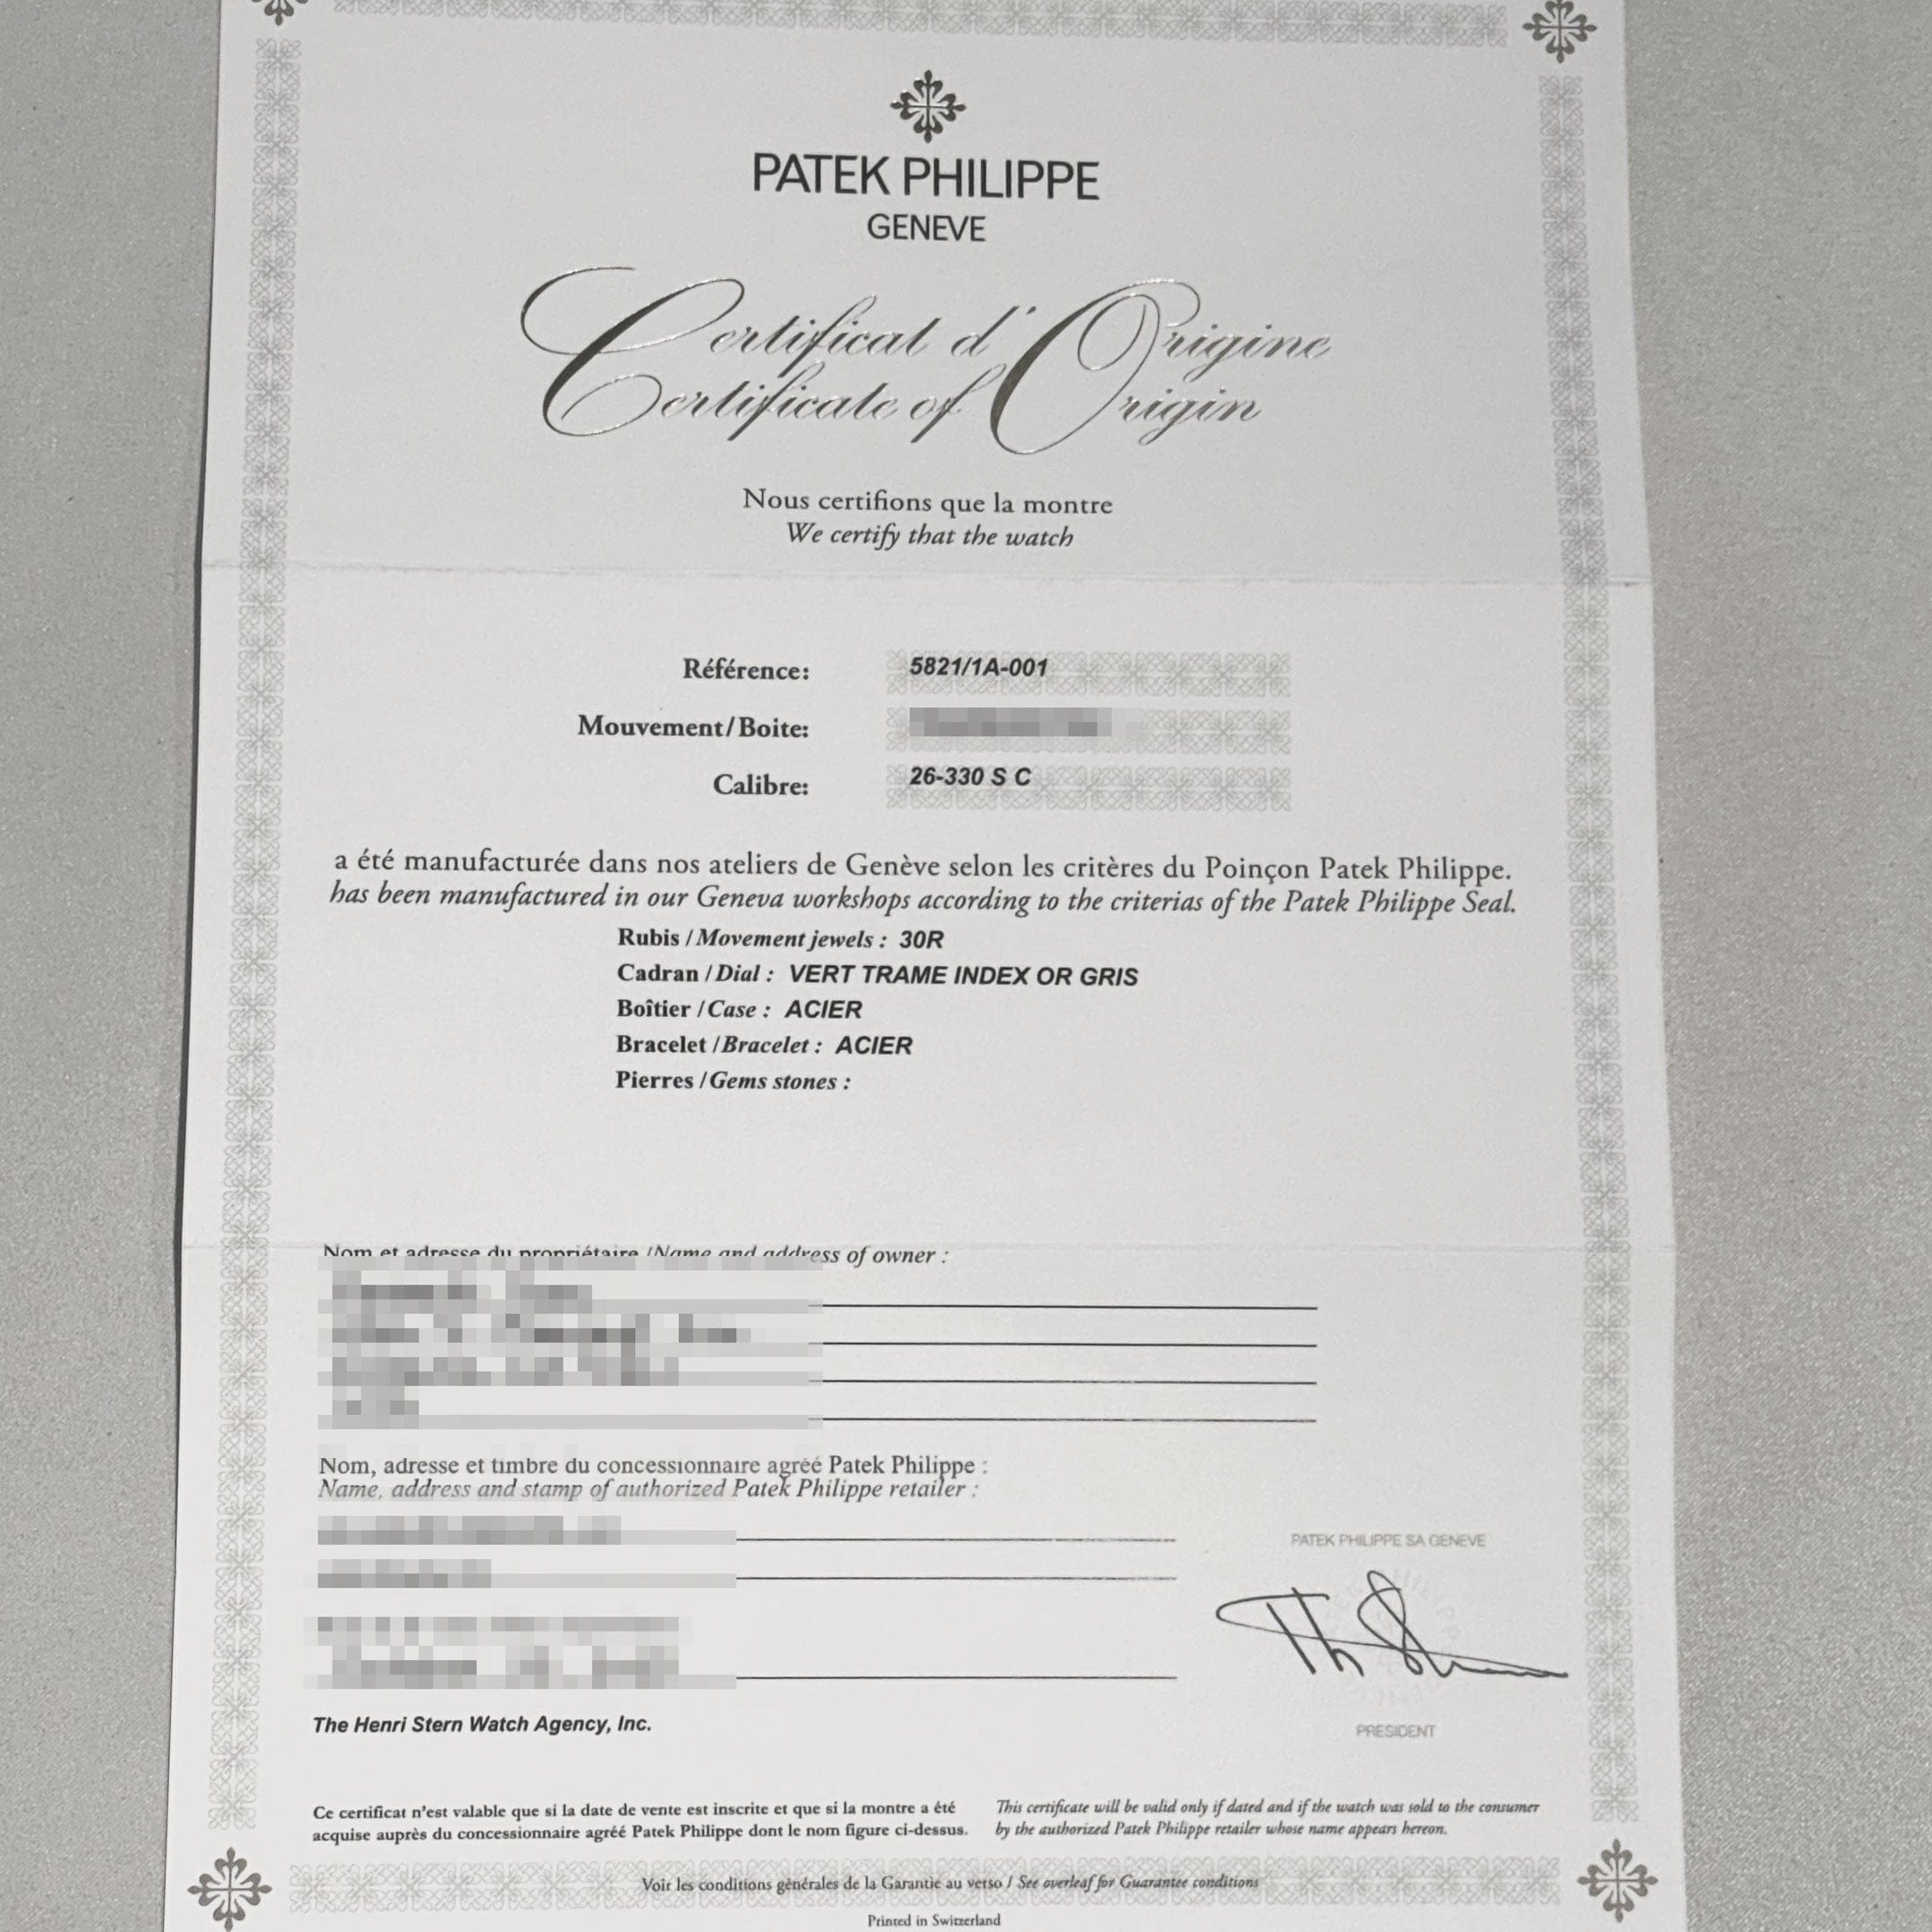 PATEK PHILIPPE
GENEVE
Certificat d'Origine
Certificate of Origin
Nous certifions que la montre
We certify that the watch
Référence: 5821/1A-001
Mouvement/Boite:
Calibre: 26-330 S C
a été manufacturée dans nos ateliers de Genève selon les critères du Poinçon Patek Philippe.
has been manufactured in our Geneva workshops according to the criterias of the Patek Philippe Seal.
Rubis / Movement jewels : 30R
Cadran / Dial : VERT TRAME INDEX OR GRIS
Boîtier / Case : ACIER
Bracelet / Bracelet : ACIER
Pierres / Gems stones :
Nom et adresse du propriétaire / Name and address of owner :
Nom, adresse et timbre du concessionnaire agréé Patek Philippe :
Name, address and stamp of authorized Patek Philippe retailer :
PATEK PHILIPPE SA GENEVE
PRESIDENT
The Henri Stern Watch Agency, Inc.
Ce certificat n'est valable que si la date de vente est inscrite et que si la montre a été
acquise auprès du concessionnaire agréé Patek Philippe dont le nom figure ci-dessus.
This certificate will be valid only if dated and if the watch was sold to the consumer
by the authorized Patek Philippe retailer whose name appears hereon.
Voir les conditions générales de la Garantie au verso / See overleaf for Guarantee conditions
Printed in Switzerland